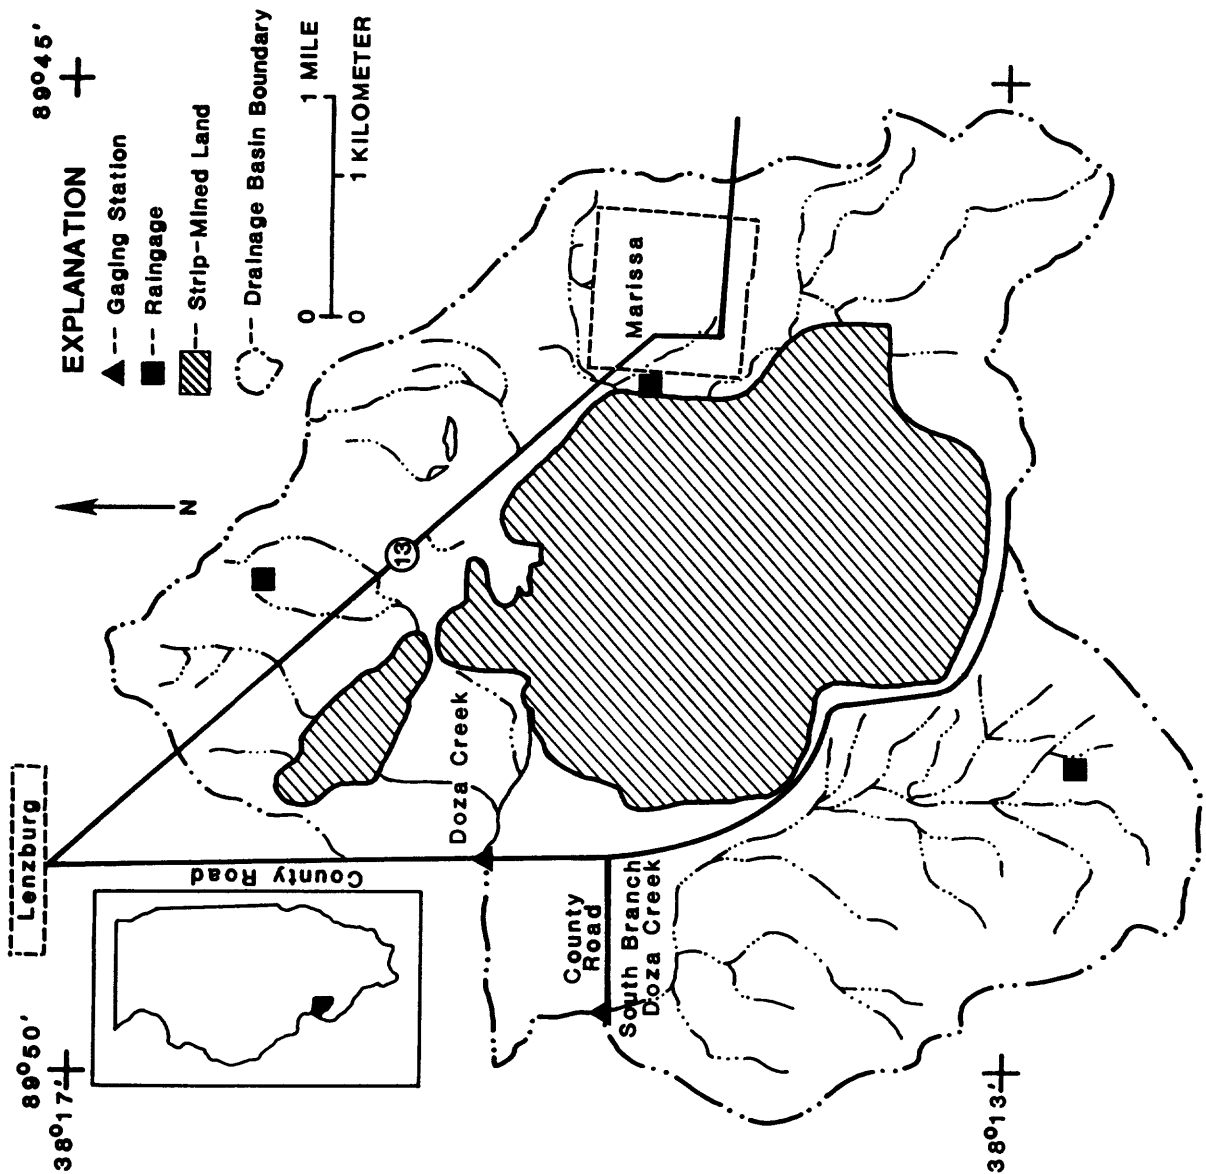 89°50'
38°17'
Lenzburg
89°45'
EXPLANATION
Gaging Station
Raingage
Strip-Mined Land
Drainage Basin Boundary
0
1 MILE
0
1 KILOMETER
N
13
County Road
Doza Creek
Marissa
County
Road
South Branch
Doza Creek
38°13'